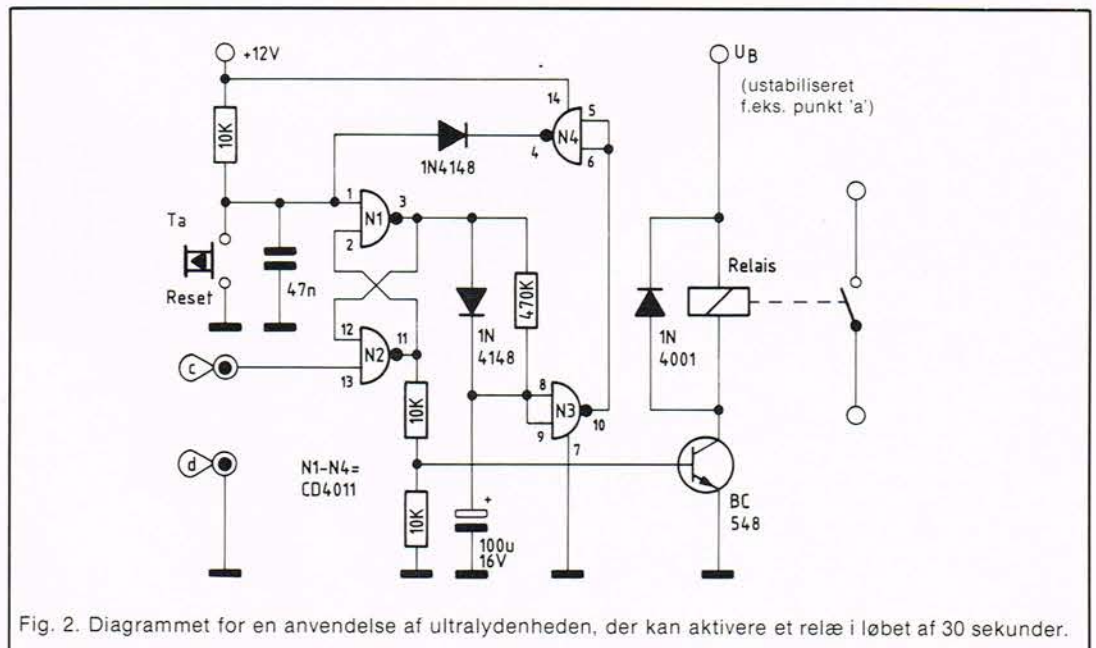 +12V
UB
(ustabiliseret
f.eks. punkt 'a')
14
5
10K
N4
4
6
1N4148
1
3
N1
2
Ta
Reset
47n
Relais
470K
1N
4148
1N
4001
12
11
N2
13
c
8
N3
10
9
7
10K
d
N1-N4=
CD4011
10K
+
100u
16V
BC
548
Fig. 2. Diagrammet for en anvendelse af ultralydenheden, der kan aktivere et relæ i løbet af 30 sekunder.